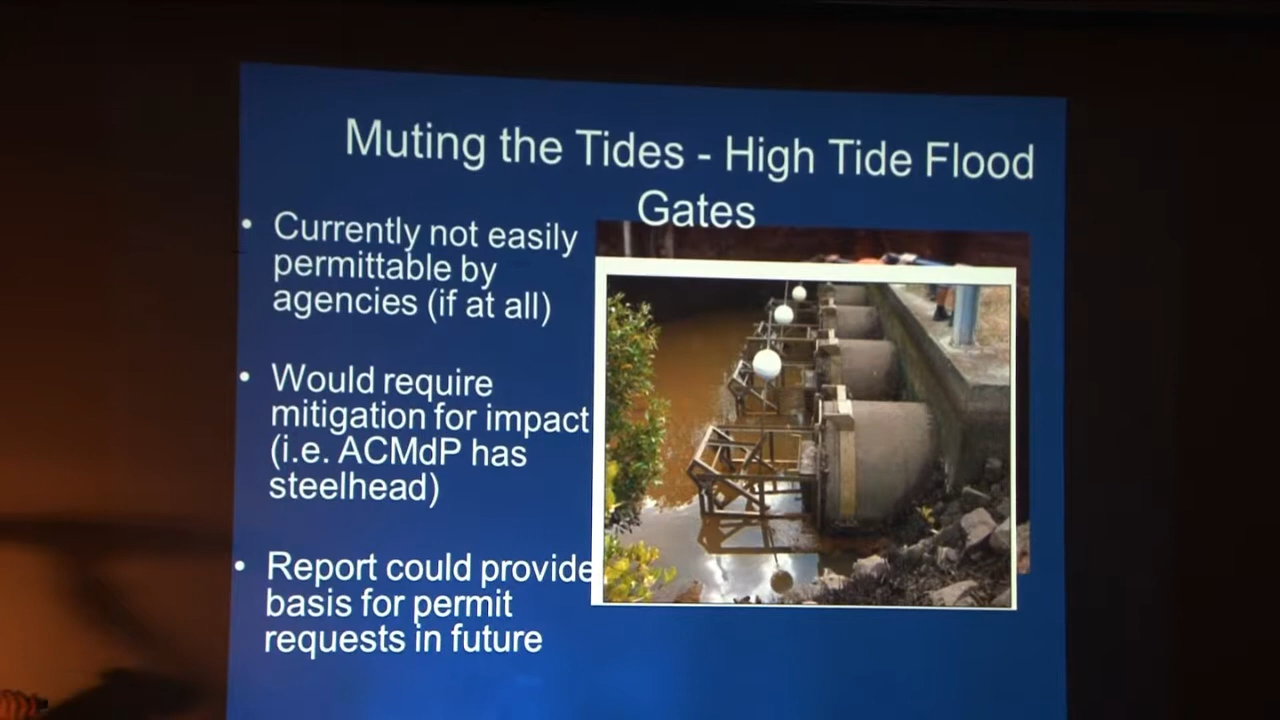 Muting the Tides - High Tide Flood
Gates
• Currently not easily
permittable by
agencies (if at all)
• Would require
mitigation for impact
(i.e. ACMdP has
steelhead)
• Report could provide
basis for permit
requests in future